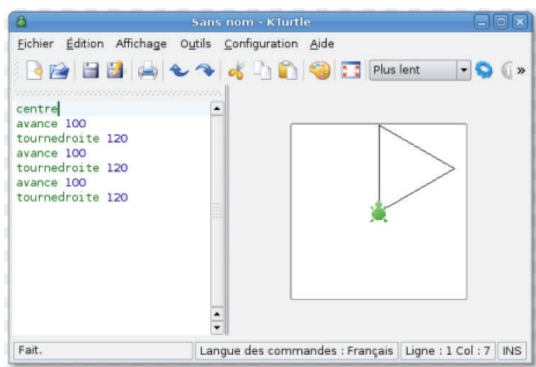 Sans nom - KTurtle
Fichier Édition Affichage Outils Configuration Aide
Plus lent »
centre
avance 100
tournedroite 120
avance 100
tournedroite 120
avance 100
tournedroite 120
Fait. Langue des commandes : Français Ligne : 1 Col : 7 INS